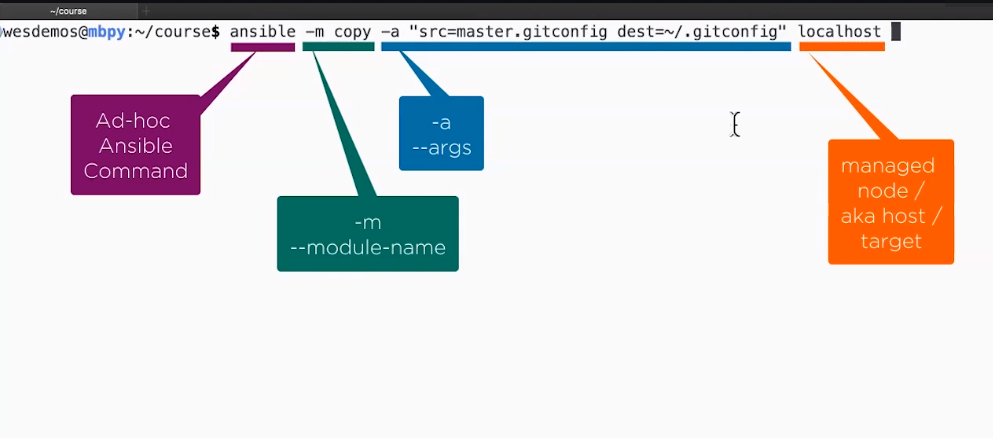 ~/course
wesdemos@mbpy:~/course$ ansible -m copy -a "src=master.gitconfig dest=~/.gitconfig" localhost
Ad-hoc
Ansible
Command
-a
--args
-m
--module-name
managed
node /
aka host /
target